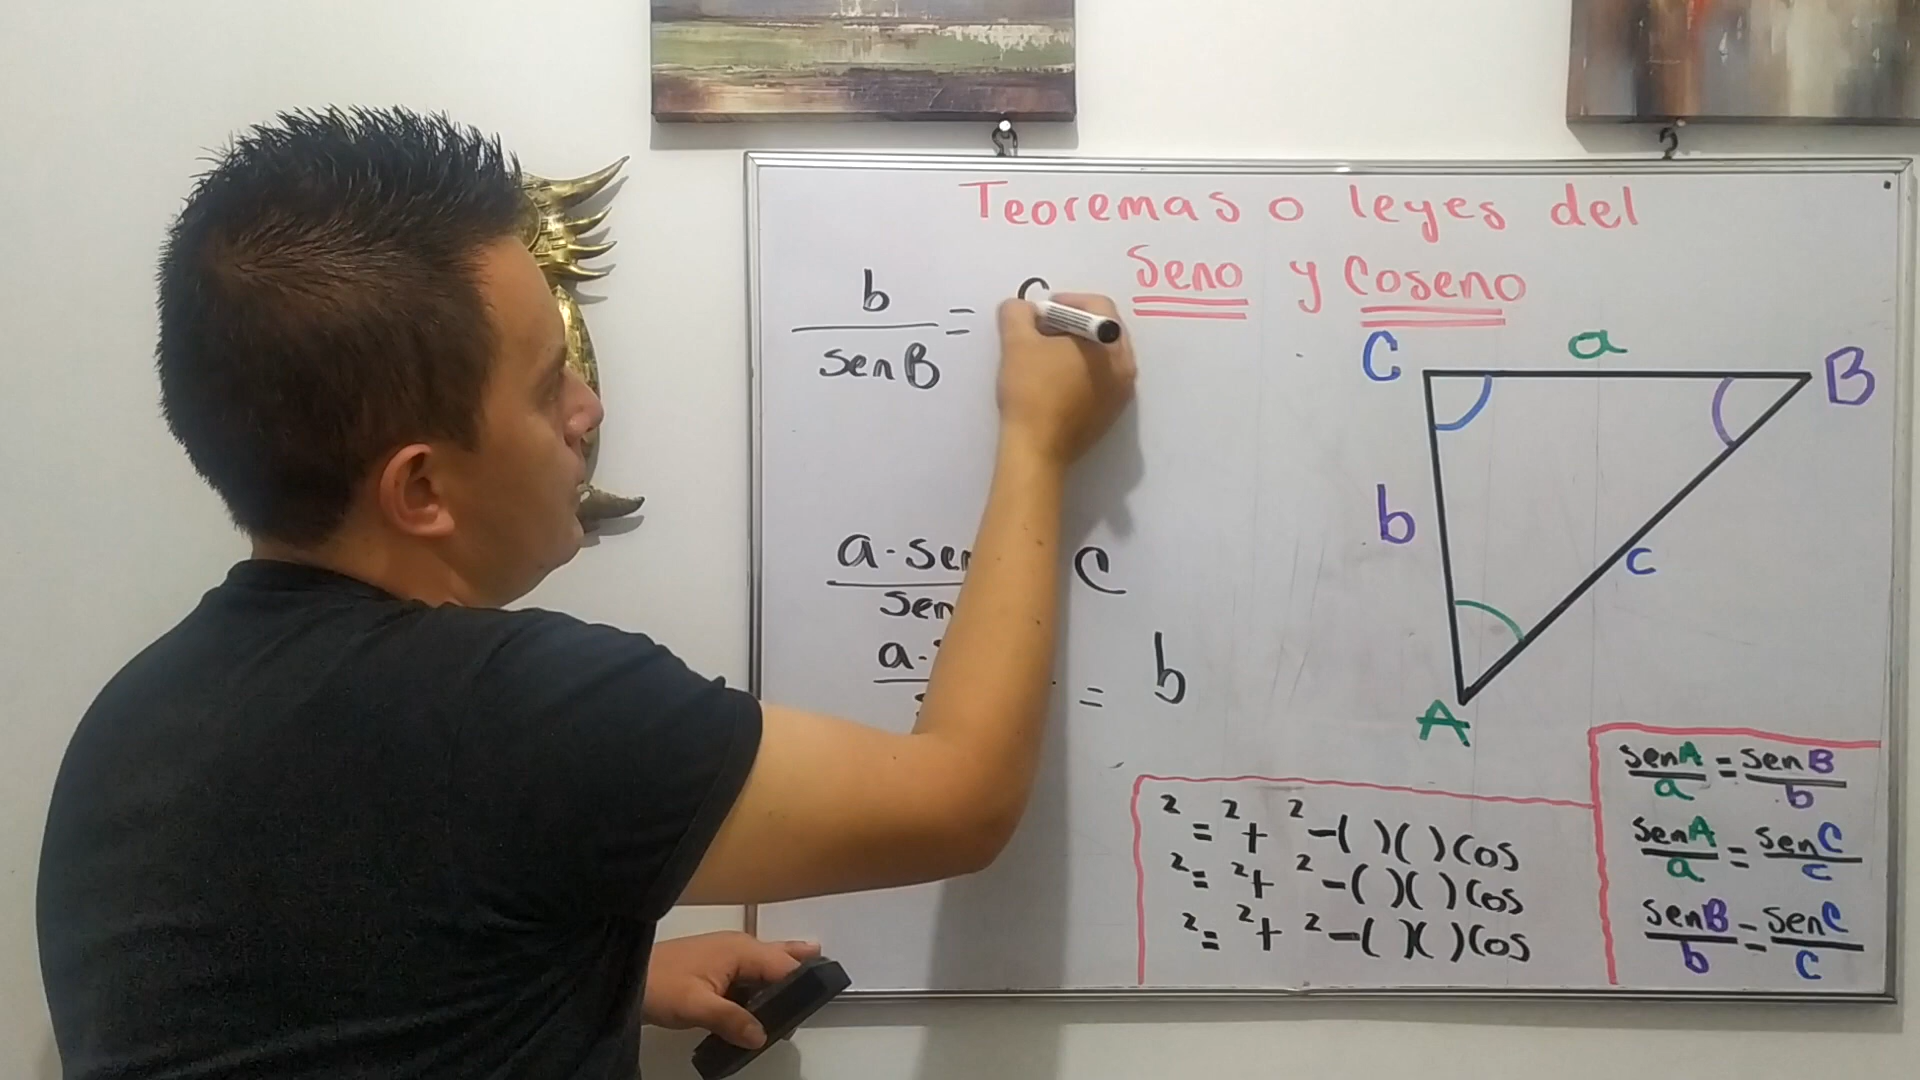 Teoremas o leyes del
Seno y Coseno
b
senB
= C
C a B
b
c
A
a·sen
sen
C
a·
= b
² = ² + ² -( )( )Cos
² = ² + ² -( )( )Cos
² = ² + ² -( )( )Cos
senA = senB
a b
senA = senC
a c
senB = senC
b c